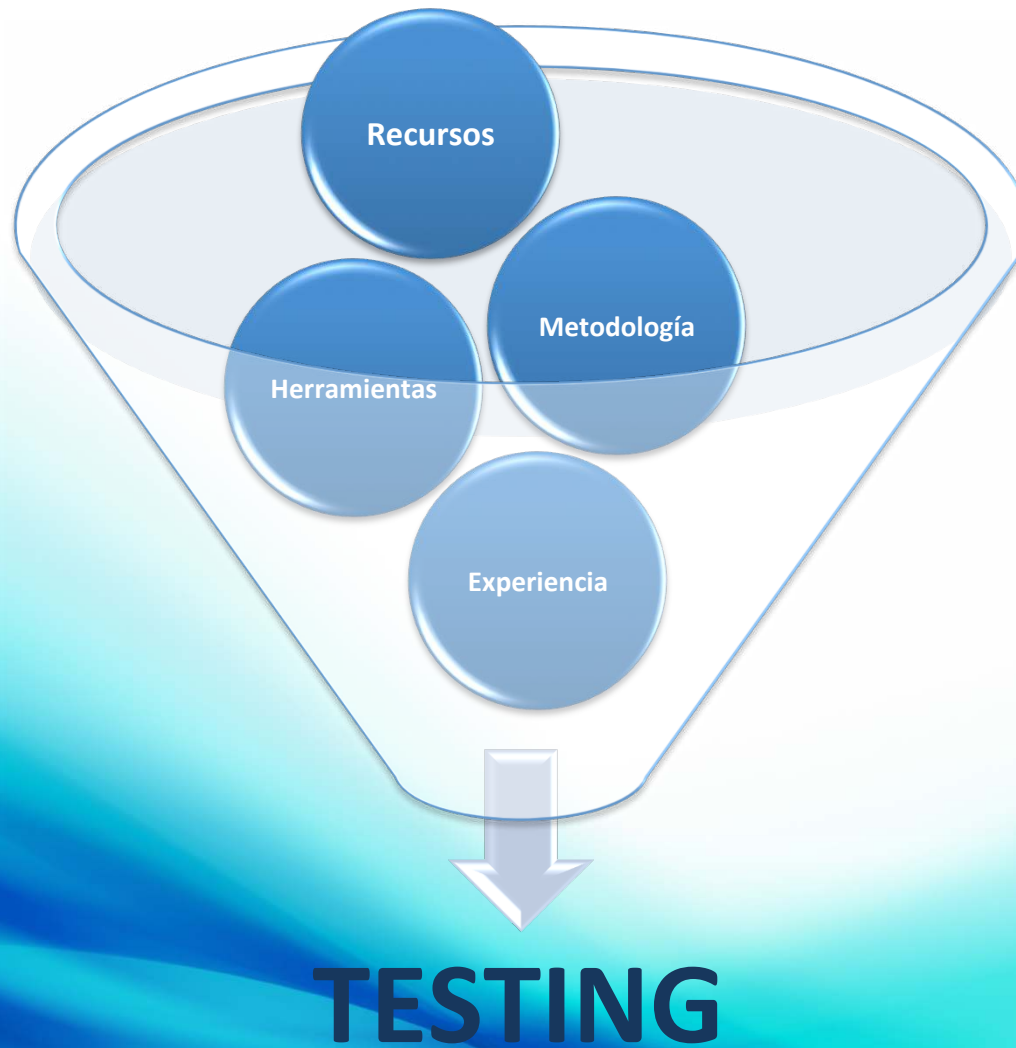 Recursos
Metodología
Herramientas
Experiencia
TESTING